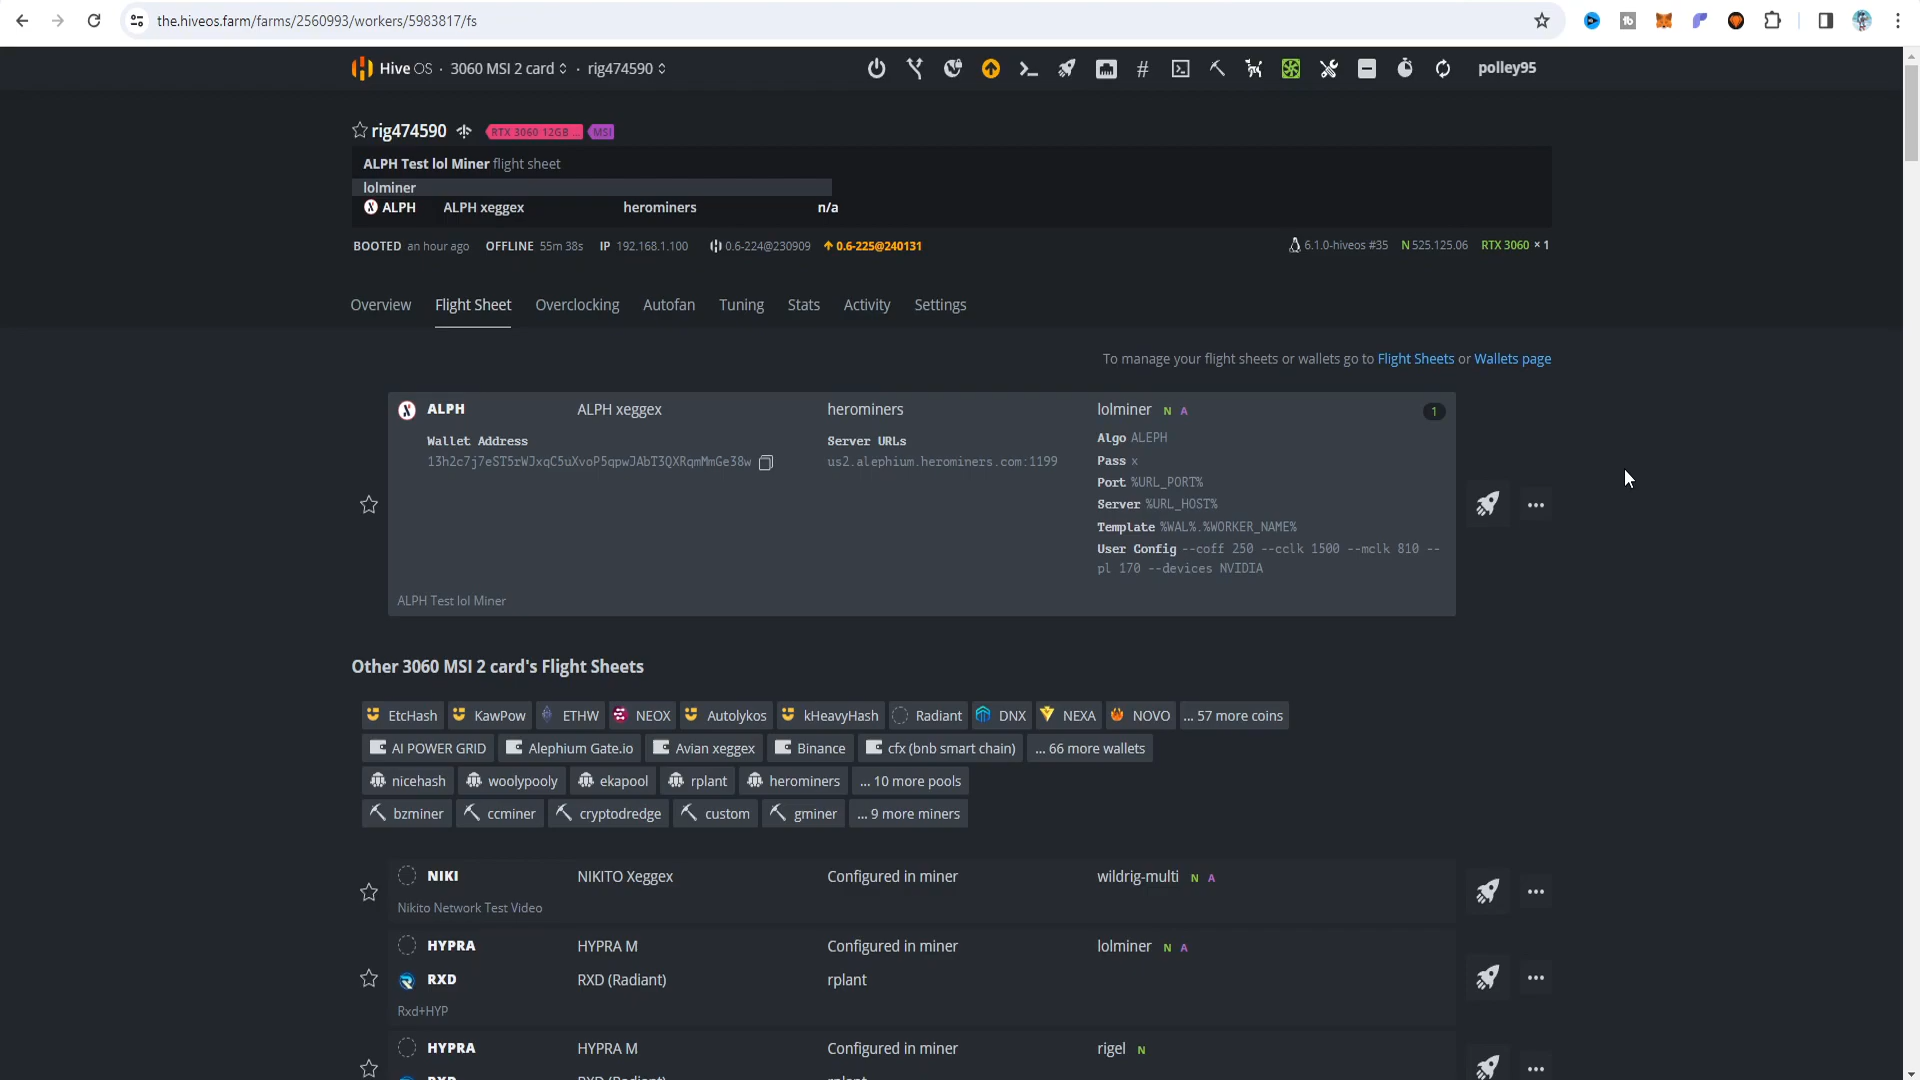 the.hiveos.farm/farms/2560993/workers/5983817/fs
Hive OS · 3060 MSI 2 card · rig474590
polley95
rig474590 RTX 3060 12GB ... MSI
ALPH Test lol Miner flight sheet
lolminer
ALPH ALPH xeggex herominers n/a
BOOTED an hour ago OFFLINE 55m 38s IP 192.168.1.100 0.6-224@230909 0.6-225@240131 6.1.0-hiveos #35 N 525.125.06 RTX 3060 × 1
Overview Flight Sheet Overclocking Autofan Tuning Stats Activity Settings
To manage your flight sheets or wallets go to Flight Sheets or Wallets page
ALPH ALPH xeggex herominers lolminer N A 1
Wallet Address Server URLs Algo ALEPH
13h2c7j7eST5rWJxqC5uXvoP5qpwJAbT3QXRqmMmGe38w us2.alephium.herominers.com:1199 Pass x
Port %URL_PORT%
Server %URL_HOST%
Template %WAL%.%WORKER_NAME%
User Config --coff 250 --cclk 1500 --mclk 810 --
pl 170 --devices NVIDIA
ALPH Test lol Miner
Other 3060 MSI 2 card's Flight Sheets
EtcHash KawPow ETHW NEOX Autolykos kHeavyHash Radiant DNX NEXA NOVO ... 57 more coins
AI POWER GRID Alephium Gate.io Avian xeggex Binance cfx (bnb smart chain) ... 66 more wallets
nicehash woolypooly ekapool rplant herominers ... 10 more pools
bzminer ccminer cryptodredge custom gminer ... 9 more miners
NIKI NIKITO Xeggex Configured in miner wildrig-multi N A
Nikito Network Test Video
HYPRA HYPRA M Configured in miner lolminer N A
RXD RXD (Radiant) rplant
Rxd+HYP
HYPRA HYPRA M Configured in miner rigel N